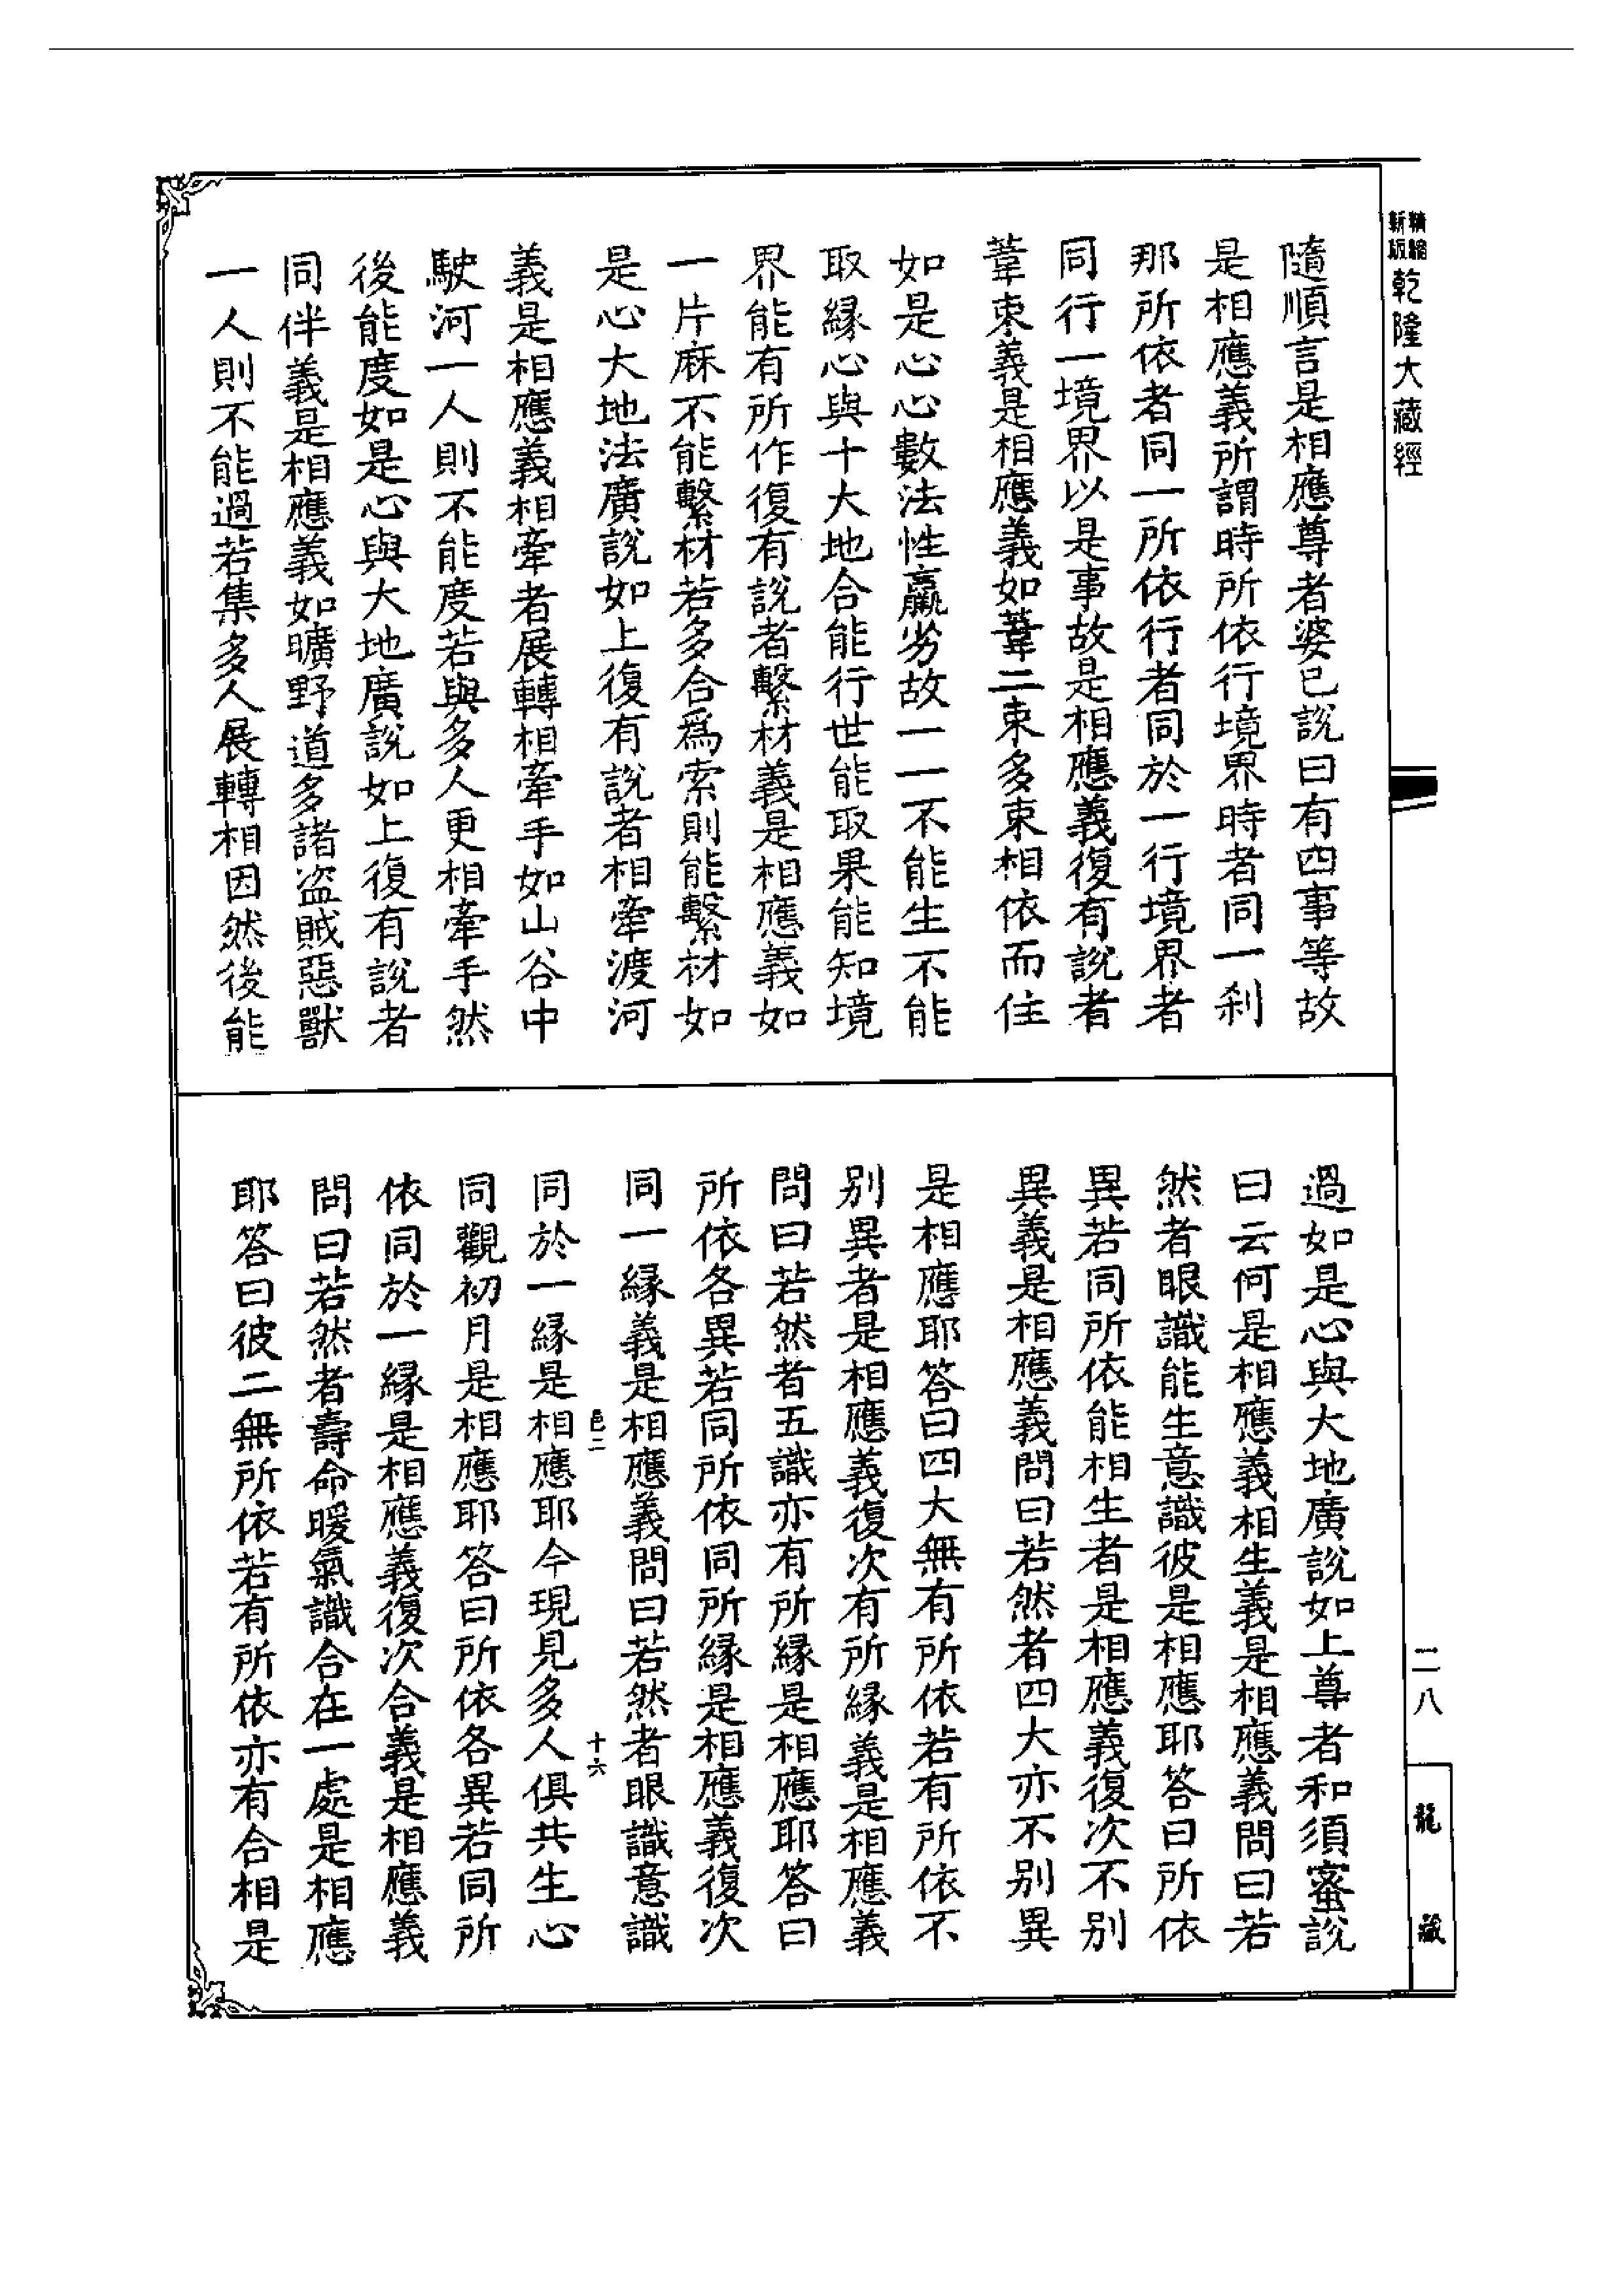 精縮
新版
乾隆大藏經
隨順言是相應尊者婆已說曰有四事等故
是相應義所謂時所依行境界時者同一刹
那所依者同一所依行者同於一行境界者
同行一境界以是事故是相應義復有說者
葦束義是相應義如葦二束多束相依而住
如是心心數法性羸劣故一一不能生不能
取緣心與十大地合能行世能取果能知境
界能有所作復有說者繫材義是相應義如
一片麻不能繫材若多合爲索則能繫材如
是心大地法廣說如上復有說者相牽渡河
義是相應義相牽者展轉相牽手如山谷中
駛河一人則不能度若與多人更相牽手然
後能度如是心與大地廣說如上復有說者
同伴義是相應義如曠野道多諸盜賊惡獸
一人則不能過若集多人展轉相因然後能
過如是心與大地廣說如上尊者和須蜜說
曰云何是相應義相生義是相應義問曰若
然者眼識能生意識彼是相應耶答曰所依
異若同所依能相生者是相應義復次不別
異義是相應義問曰若然者四大亦不別異
是相應耶答曰四大無有所依若有所依不
別異者是相應義復次有所緣義是相應義
問曰若然者五識亦有所緣是相應耶答曰
所依各異若同所依同所緣是相應義復次
同一緣義是相應義問曰若然者眼識意識
邑二
十六
同於一緣是相應耶今現見多人俱共生心
同觀初月是相應耶答曰所依各異若同所
依同於一緣是相應義復次合義是相應義
問曰若然者壽命暖氣識合在一處是相應
耶答曰彼二無所依若有所依亦有合相是
二八
龍藏